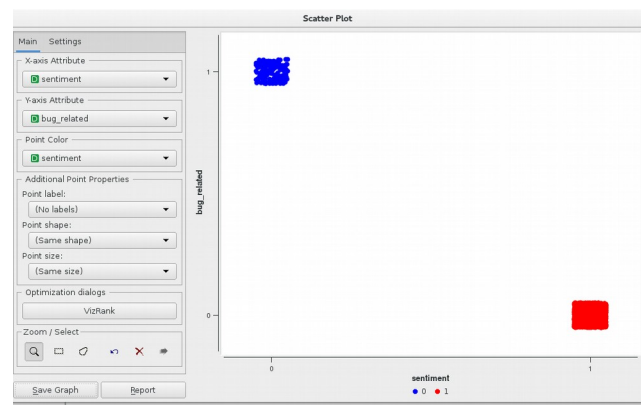 Scatter Plot
Main Settings
X-axis Attribute
D sentiment
Y-axis Attribute
D bug_related
Point Color
D sentiment
Additional Point Properties
Point label:
(No labels)
Point shape:
(Same shape)
Point size:
(Same size)
Optimization dialogs
VizRank
Zoom / Select
Save Graph Report
bug_related
1
0
0 1
sentiment
0 1